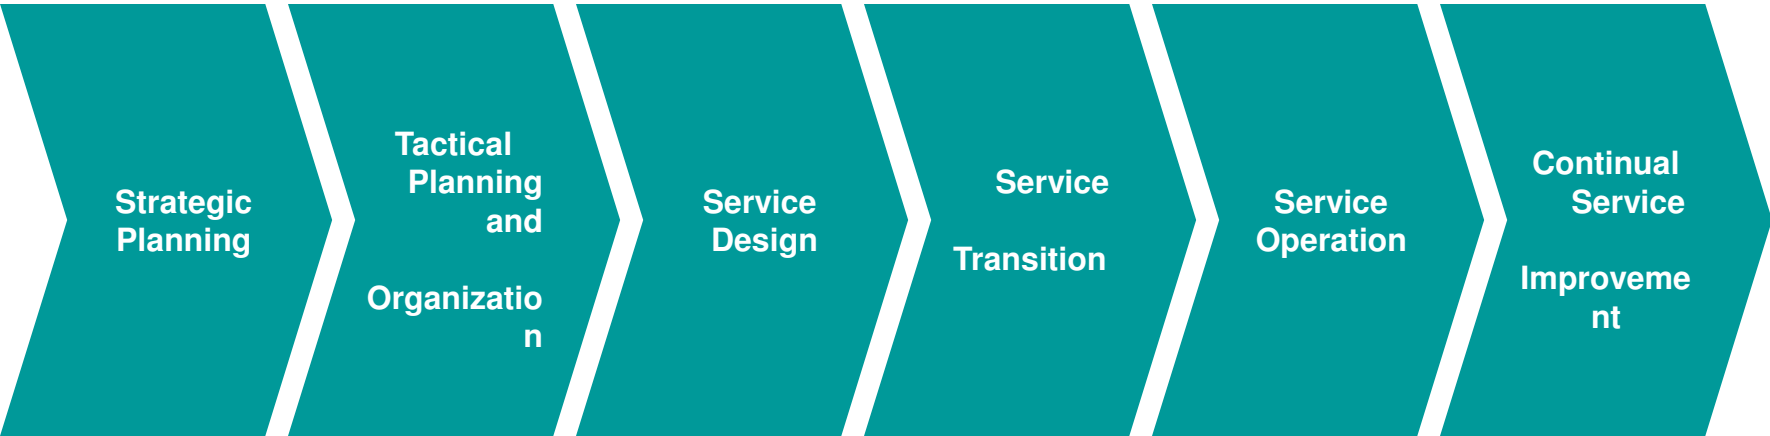 Strategic
Planning
Tactical
Planning
and
Organizatio
n
Service
Design
Service
Transition
Service
Operation
Continual
Service
Improveme
nt